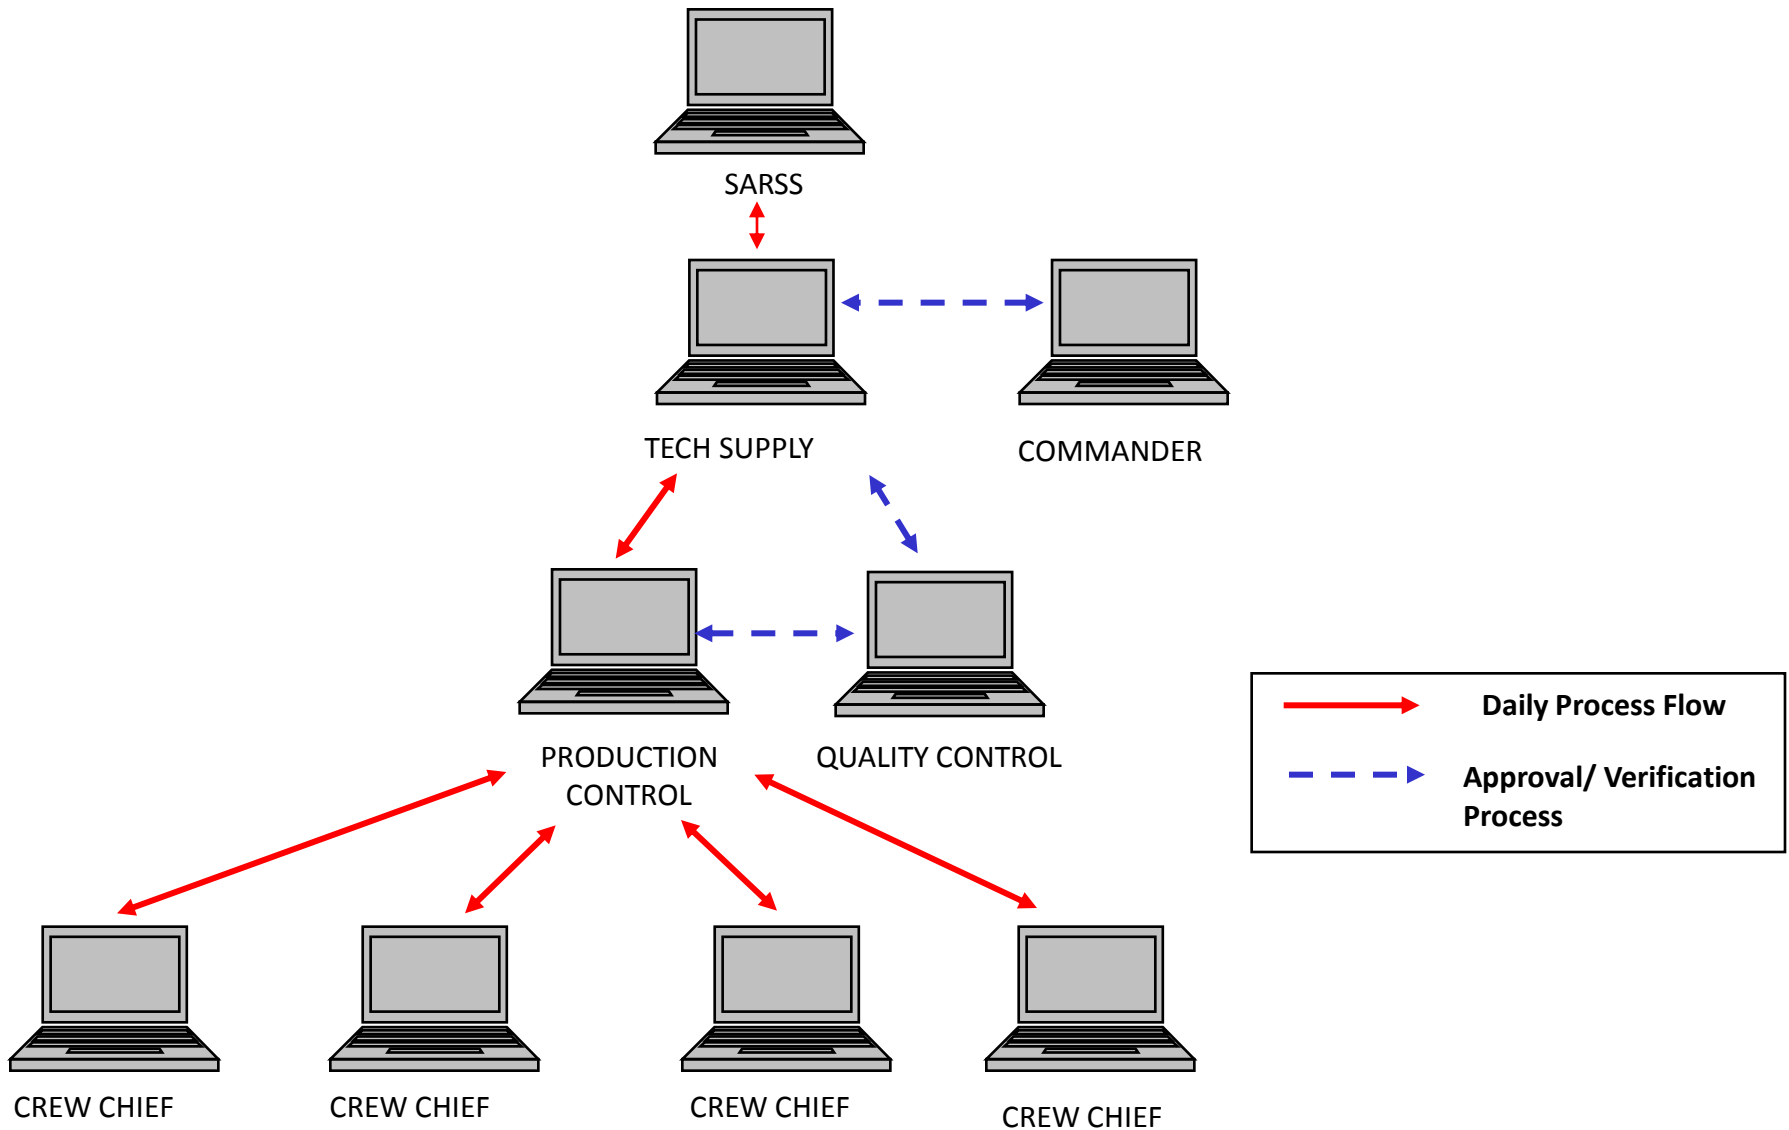 SARSS
TECH SUPPLY
COMMANDER
PRODUCTION
CONTROL
QUALITY CONTROL
Daily Process Flow
Approval/ Verification
Process
CREW CHIEF
CREW CHIEF
CREW CHIEF
CREW CHIEF